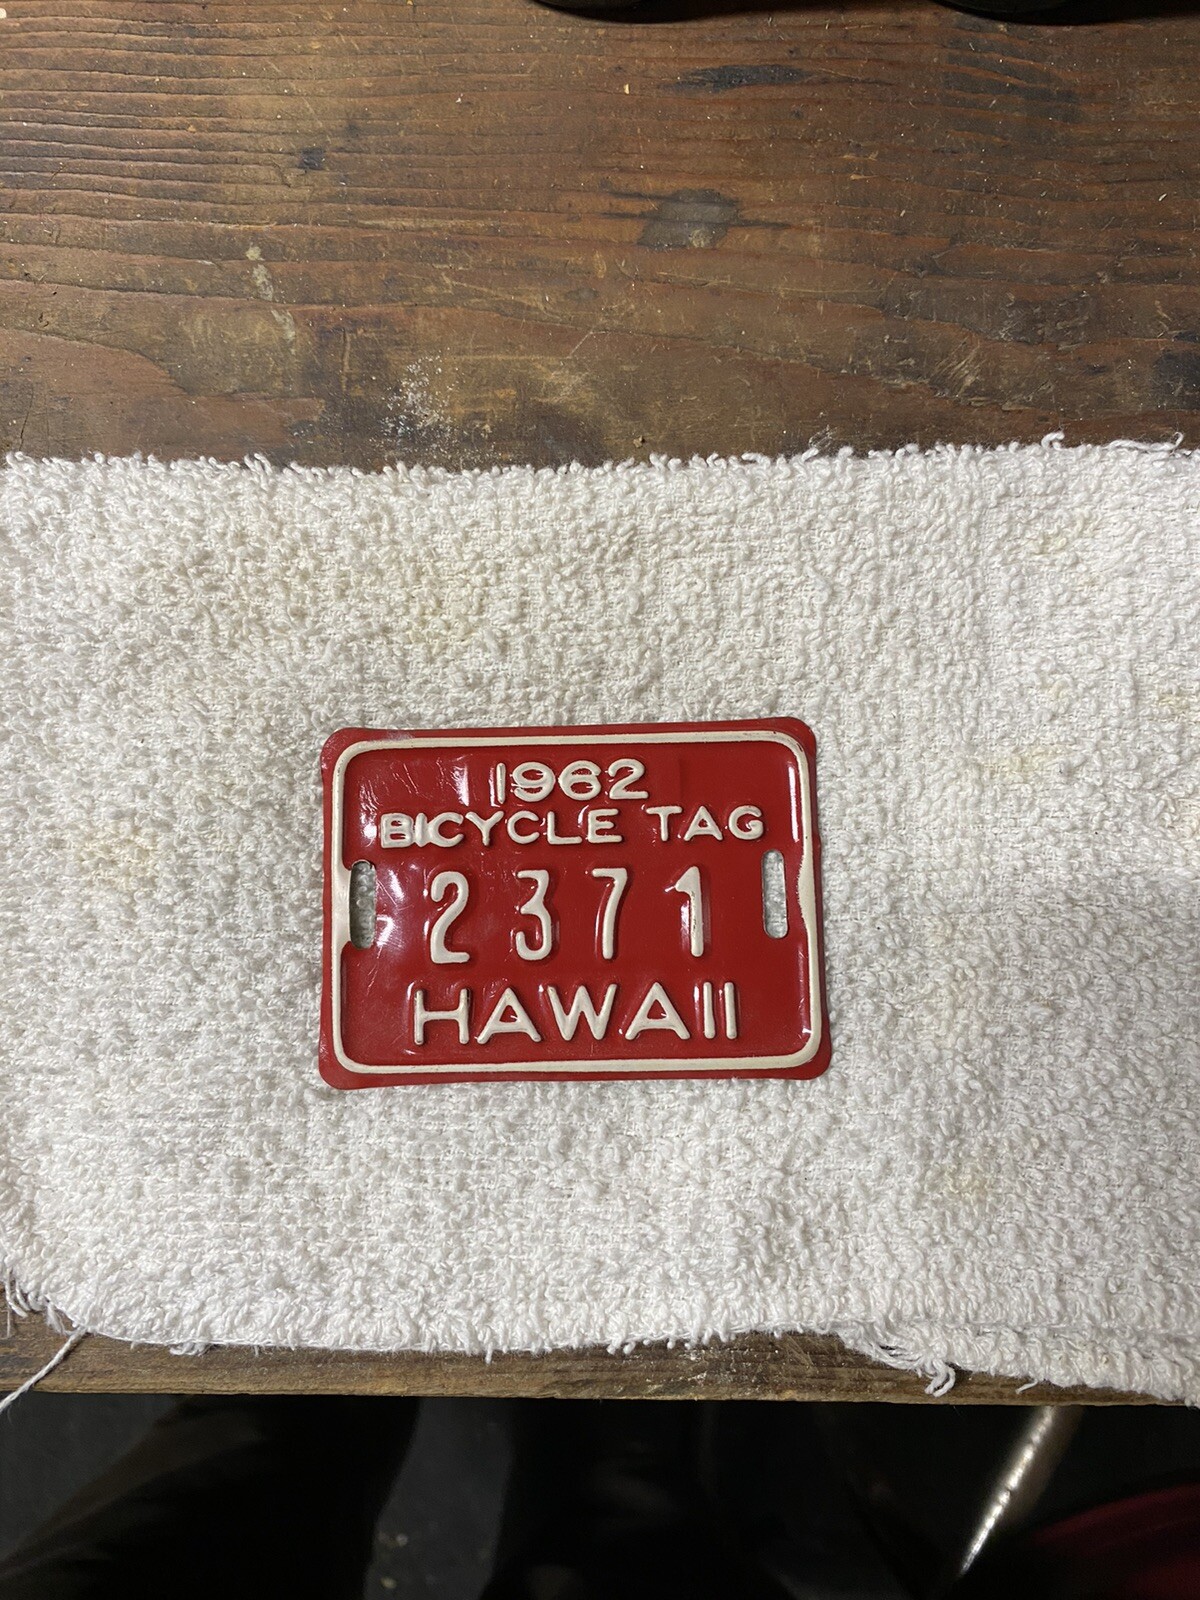 1962
BICYCLE TAG
2371
HAWAII